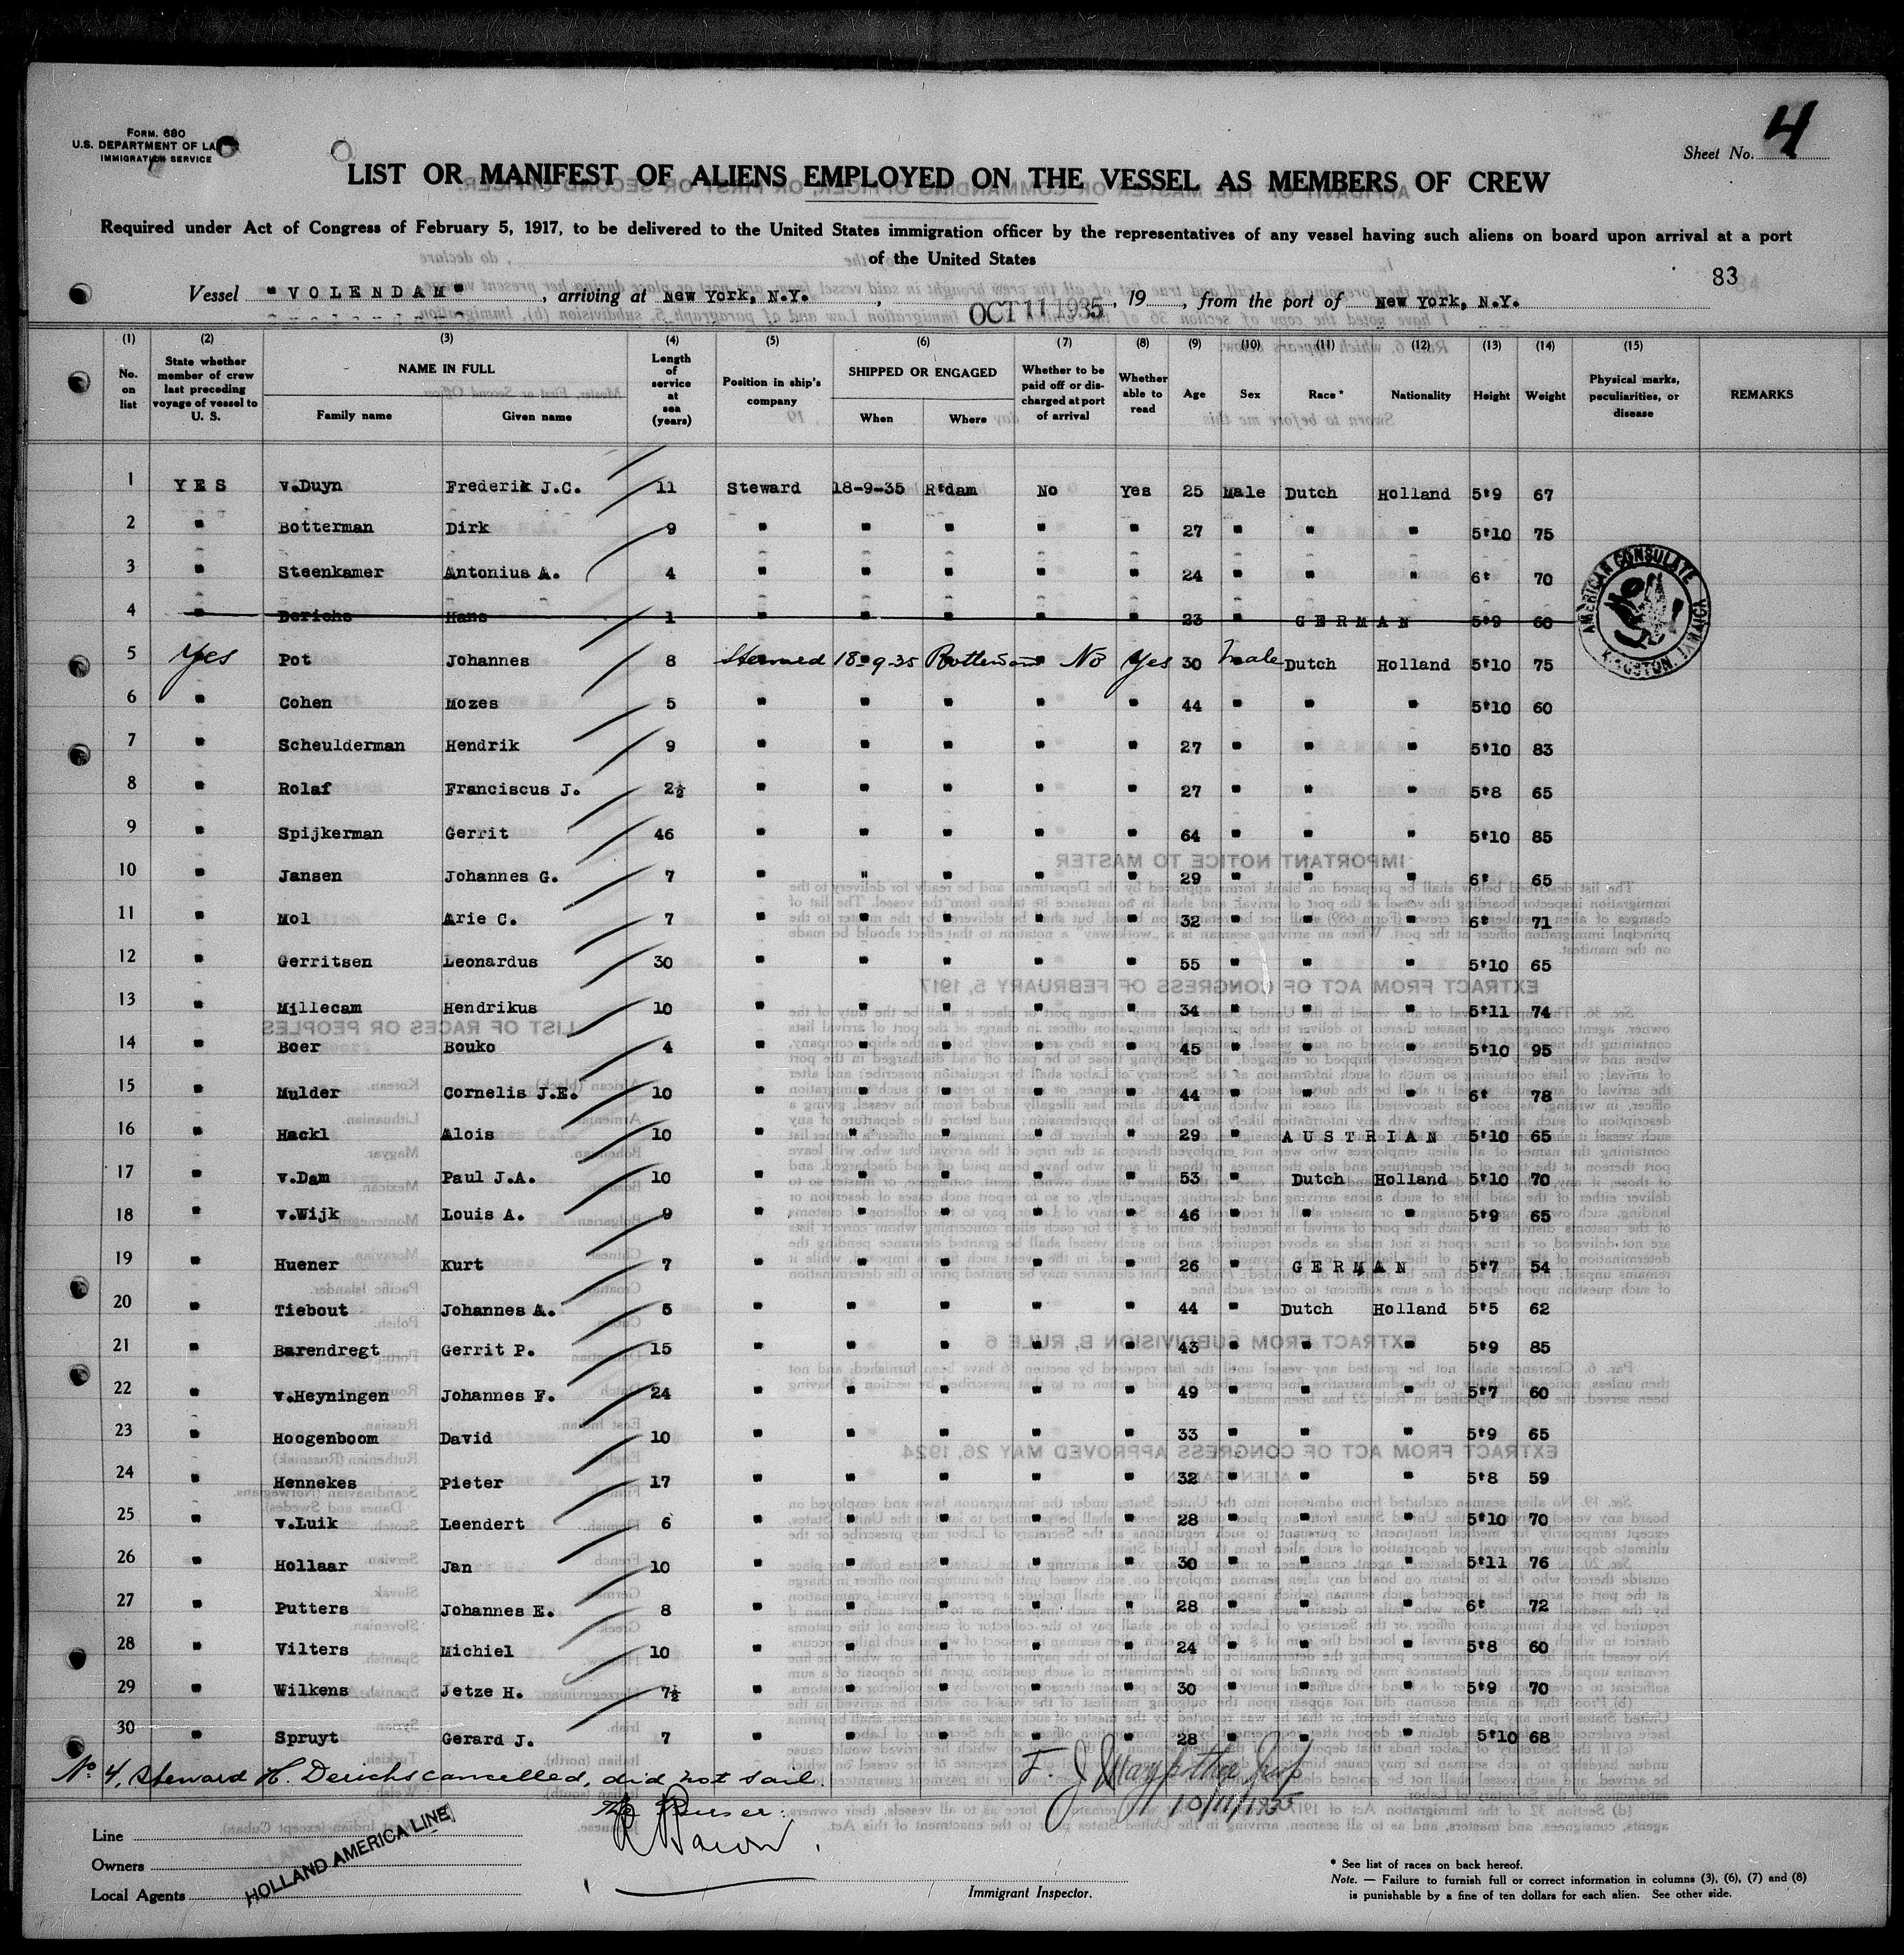 FORM. 680
U.S. DEPARTMENT OF LA
IMMIGRATION SERVICE
Sheet No. 4
LIST OR MANIFEST OF ALIENS EMPLOYED ON THE VESSEL AS MEMBERS OF CREW
Required under Act of Congress of February 5, 1917, to be delivered to the United States immigration officer by the representatives of any vessel having such aliens on board upon arrival at a port
of the United States
83
Vessel "VOLENDAM", arriving at New York, N.Y., OCT 11 1935, 19 , from the port of New York, N.Y.
(1) (2) (3) (4) (5) (6) (7) (8) (9) (10) (11) (12) (13) (14) (15)
No. on list
State whether member of crew last preceding voyage of vessel to U. S.
NAME IN FULL
Family name
Given name
Length of service at sea (years)
Position in ship's company
SHIPPED OR ENGAGED
When
Where
Whether to be paid off or discharged at port of arrival
Whether able to read
Age
Sex
Race *
Nationality
Height
Weight
Physical marks, peculiarities, or disease
REMARKS
1 YES v.Duyn Frederik J.C. 11 Steward 18-9-35 R'dam No Yes 25 Male Dutch Holland 5'9 67
2 " Botterman Dirk 9 " " " " " 27 " " " 5'10 75
3 " Steenkamer Antonius A. 4 " " " " " 24 " " " 6' 70
4 " Derichs Hans 1 " " " " " 23 " GERMAN 5'9 60
5 Yes Pot Johannes 8 Steward 18-9-35 Rotterdam No Yes 30 Male Dutch Holland 5'10 75
6 " Cohen Mozes 5 " " " " " 44 " " " 5'10 60
7 " Scheulderman Hendrik 9 " " " " " 27 " " " 5'10 83
8 " Rolaf Franciscus J. 2½ " " " " " 27 " " " 5'8 65
9 " Spijkerman Gerrit 46 " " " " " 64 " " " 5'10 85
10 " Jansen Johannes G. 7 " " " " " 29 " " " 6' 65
11 " Mol Arie C. 7 " " " " " 32 " " " 6' 71
12 " Gerritsen Leonardus 30 " " " " " 55 " " " 5'10 65
13 " Millecam Hendrikus 10 " " " " " 34 " " " 5'11 74
14 " Boer Bouko 4 " " " " " 45 " " " 5'10 95
15 " Mulder Cornelis J.E. 10 " " " " " 44 " " " 6' 78
16 " Hackl Alois 10 " " " " " 29 " AUSTRIAN 5'10 65
17 " v.Dam Paul J.A. 10 " " " " " 53 " Dutch Holland 5'10 70
18 " v.Wijk Louis A. 9 " " " " " 46 " " " 5'9 65
19 " Huener Kurt 7 " " " " " 26 " GERMAN 5'7 54
20 " Tiebout Johannes A. 5 " " " " " 44 " Dutch Holland 5'5 62
21 " Barendregt Gerrit P. 15 " " " " " 43 " " " 5'9 85
22 " v.Heyningen Johannes F. 24 " " " " " 49 " " " 5'7 60
23 " Hoogenboom David 10 " " " " " 33 " " " 5'9 65
24 " Hennekes Pieter 17 " " " " " 32 " " " 5'8 59
25 " v.Luik Leendert 6 " " " " " 28 " " " 5'10 70
26 " Hollaar Jan 10 " " " " " 30 " " " 5'11 76
27 " Putters Johannes E. 8 " " " " " 28 " " " 6' 72
28 " Vilters Michiel 10 " " " " " 24 " " " 5'8 60
29 " Wilkens Jetze H. 7½ " " " " " 30 " " " 5'9 70
30 " Spruyt Gerard J. 7 " " " " " 28 " " " 5'10 68
AMERICAN CONSULATE
KINGSTON, JAMAICA
No. 4, Steward H. Derichs cancelled, did not sail.
The Purser:
F. J.
10/11/1935
Line
Owners
Local Agents
HOLLAND AMERICA LINE
Immigrant Inspector.
* See list of races on back hereof.
Note. — Failure to furnish full or correct information in columns (3), (6), (7) and (8)
is punishable by a fine of ten dollars for each alien. See other side.